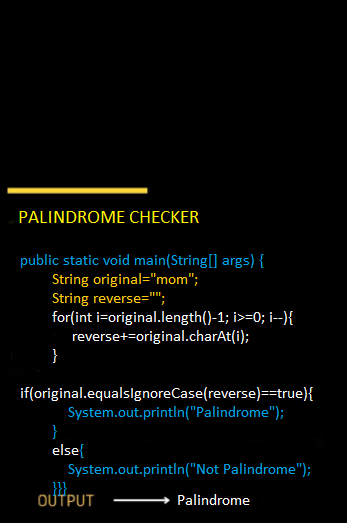 PALINDROME CHECKER
public static void main(String[] args) {
String original="mom";
String reverse="";
for(int i=original.length()-1; i>=0; i--){
reverse+=original.charAt(i);
}
if(original.equalsIgnoreCase(reverse)==true){
System.out.println("Palindrome");
}
else{
System.out.println("Not Palindrome");
}}}
OUTPUT ⟶ Palindrome